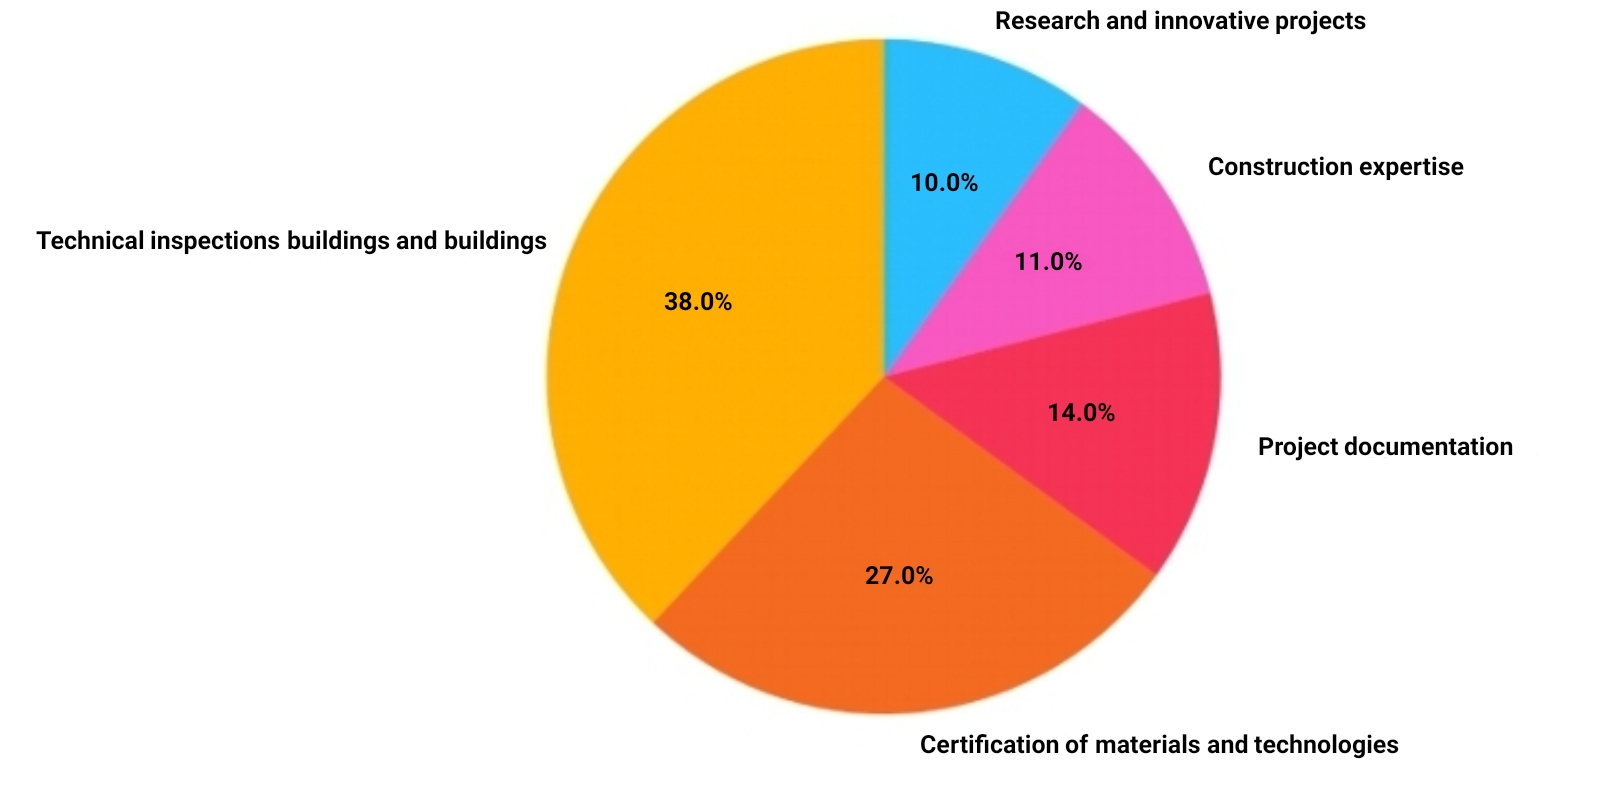 Research and innovative projects
Construction expertise
10.0%
Technical inspections buildings and buildings
11.0%
38.0%
14.0%
Project documentation
27.0%
Certification of materials and technologies